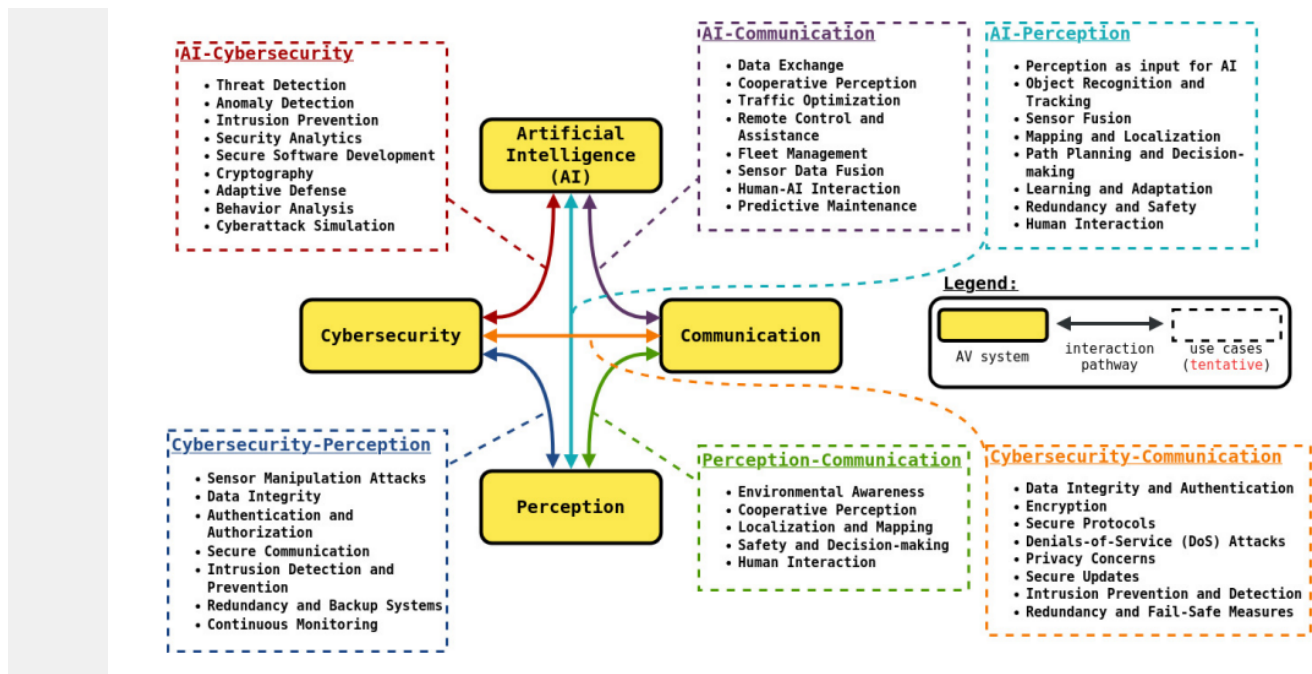 AI-Cybersecurity
• Threat Detection
• Anomaly Detection
• Intrusion Prevention
• Security Analytics
• Secure Software Development
• Cryptography
• Adaptive Defense
• Behavior Analysis
• Cyberattack Simulation
AI-Communication
• Data Exchange
• Cooperative Perception
• Traffic Optimization
• Remote Control and
Assistance
• Fleet Management
• Sensor Data Fusion
• Human-AI Interaction
• Predictive Maintenance
AI-Perception
• Perception as input for AI
• Object Recognition and
Tracking
• Sensor Fusion
• Mapping and Localization
• Path Planning and Decision-
making
• Learning and Adaptation
• Redundancy and Safety
• Human Interaction
Artificial
Intelligence
(AI)
Cybersecurity
Communication
Perception
Legend:
AV system
interaction
pathway
use cases
(tentative)
Cybersecurity-Perception
• Sensor Manipulation Attacks
• Data Integrity
• Authentication and
Authorization
• Secure Communication
• Intrusion Detection and
Prevention
• Redundancy and Backup Systems
• Continuous Monitoring
Perception-Communication
• Environmental Awareness
• Cooperative Perception
• Localization and Mapping
• Safety and Decision-making
• Human Interaction
Cybersecurity-Communication
• Data Integrity and Authentication
• Encryption
• Secure Protocols
• Denials-of-Service (DoS) Attacks
• Privacy Concerns
• Secure Updates
• Intrusion Prevention and Detection
• Redundancy and Fail-Safe Measures